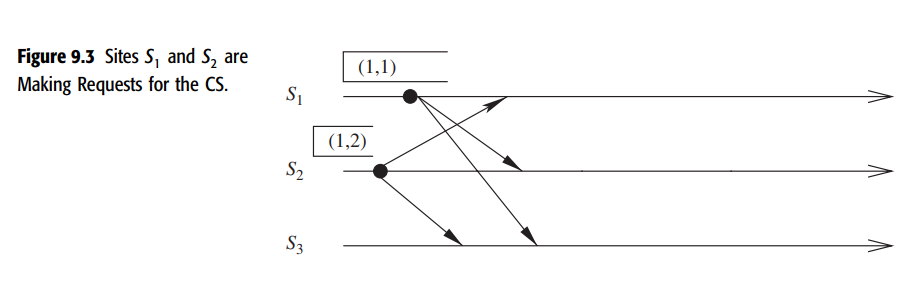 Figure 9.3 Sites S1 and S2 are
Making Requests for the CS.
(1,1)
S1
(1,2)
S2
S3